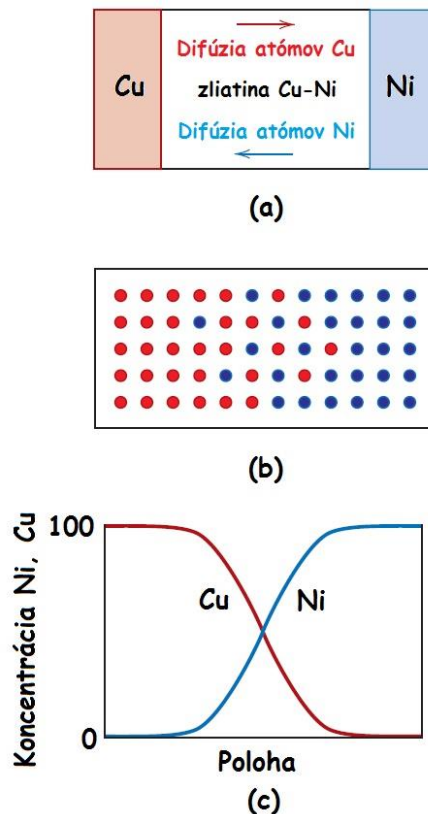 Difúzia atómov Cu
Cu zliatina Cu-Ni Ni
Difúzia atómov Ni
(a)
(b)
Koncentrácia Ni, Cu
100
Cu Ni
0
Poloha
(c)